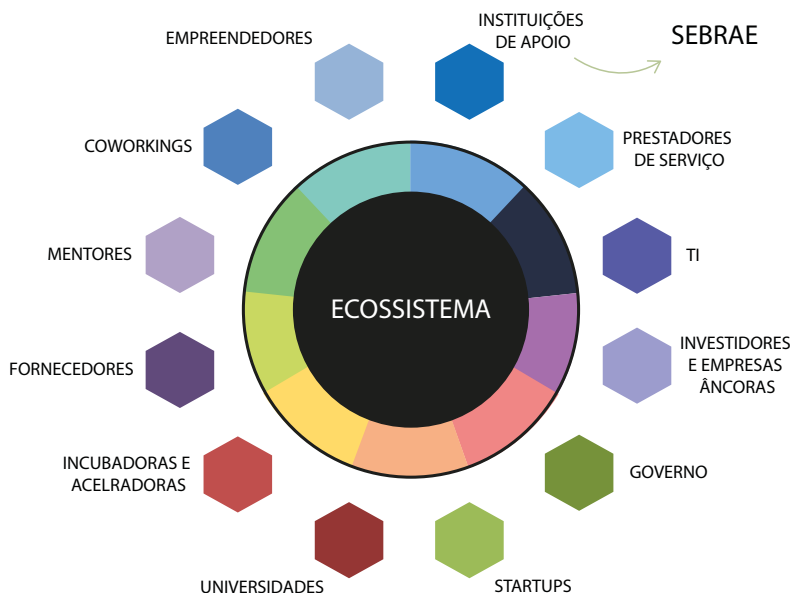 INSTITUIÇÕES
DE APOIO
SEBRAE
EMPREENDEDORES
PRESTADORES
DE SERVIÇO
COWORKINGS
MENTORES
TI
ECOSSISTEMA
FORNECEDORES
INVESTIDORES
E EMPRESAS
ÂNCORAS
INCUBADORAS E
ACELRADORAS
GOVERNO
UNIVERSIDADES
STARTUPS